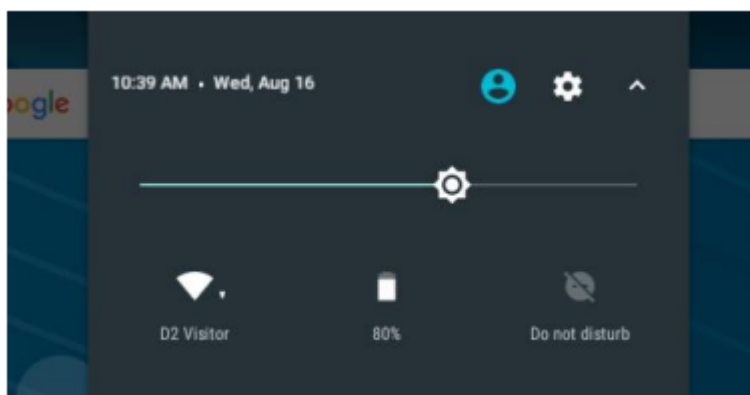 10:39 AM • Wed, Aug 16
oogle
D2 Visitor
80%
Do not disturb